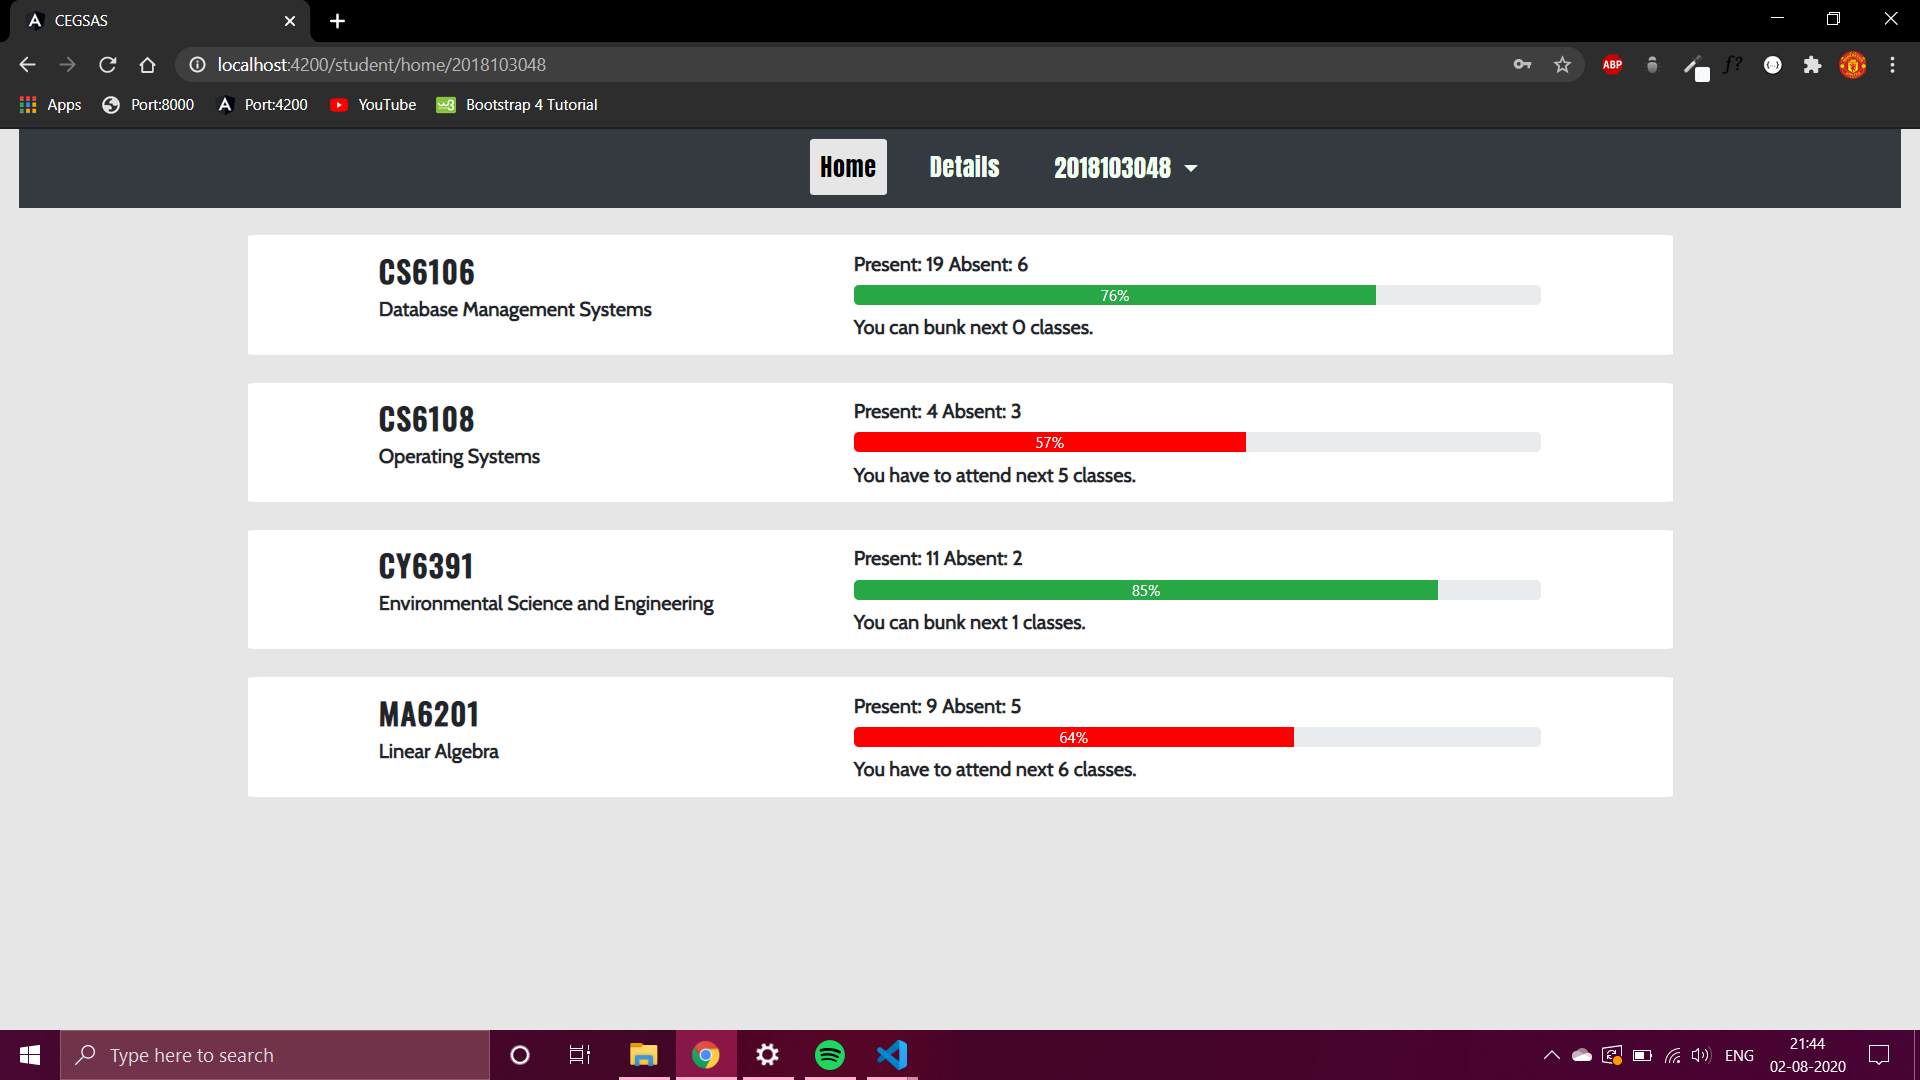 CEGSAS
localhost:4200/student/home/2018103048
ABP
f?
Apps
Port:8000
Port:4200
YouTube
Bootstrap 4 Tutorial
Home
Details
2018103048
CS6106
Database Management Systems
Present: 19 Absent: 6
76%
You can bunk next 0 classes.
CS6108
Operating Systems
Present: 4 Absent: 3
57%
You have to attend next 5 classes.
CY6391
Environmental Science and Engineering
Present: 11 Absent: 2
85%
You can bunk next 1 classes.
MA6201
Linear Algebra
Present: 9 Absent: 5
64%
You have to attend next 6 classes.
Type here to search
ENG
21:44
02-08-2020